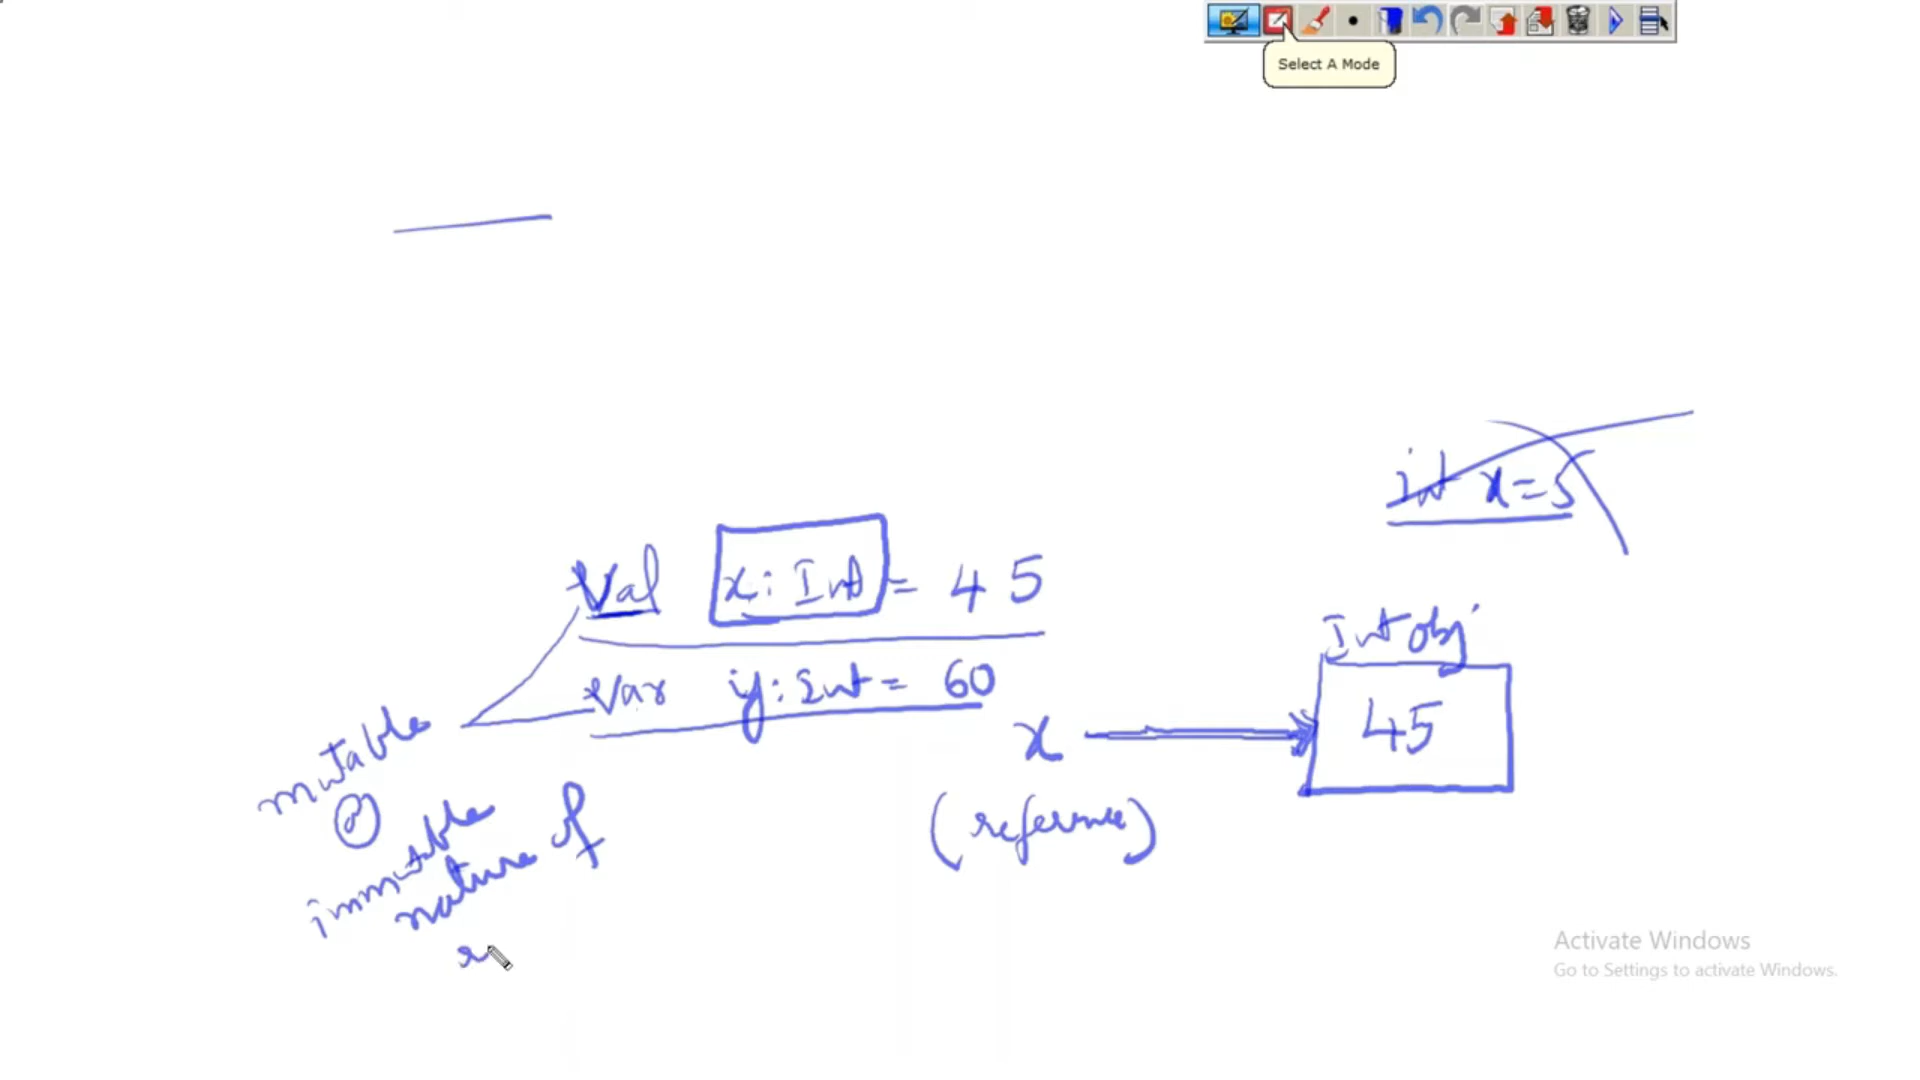 Select A Mode
int x=5
Val x: Int = 45
Var y: Int = 60
Int obj
45
x
(reference)
mutable
immutable
nature of
r
Activate Windows
Go to Settings to activate Windows.